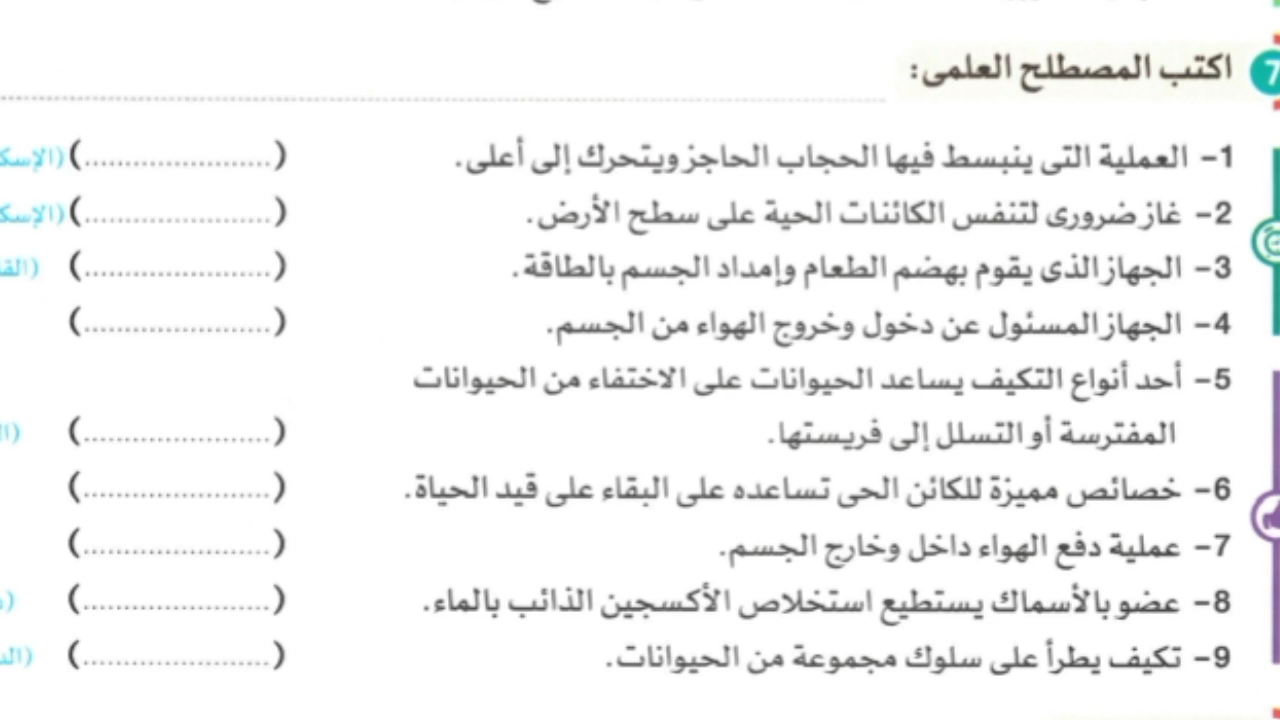 7 اكتب المصطلح العلمى:
1- العملية التى ينبسط فيها الحجاب الحاجز ويتحرك إلى أعلى. (......................) (الإسك
2- غاز ضرورى لتنفس الكائنات الحية على سطح الأرض. (......................) (الإسك
3- الجهاز الذى يقوم بهضم الطعام وإمداد الجسم بالطاقة. (......................) (الق
4- الجهاز المسئول عن دخول وخروج الهواء من الجسم. (......................)
5- أحد أنواع التكيف يساعد الحيوانات على الاختفاء من الحيوانات
المفترسة أو التسلل إلى فريستها. (......................)
6- خصائص مميزة للكائن الحى تساعده على البقاء على قيد الحياة. (......................)
7- عملية دفع الهواء داخل وخارج الجسم. (......................)
8- عضو بالأسماك يستطيع استخلاص الأكسجين الذائب بالماء. (......................)
9- تكيف يطرأ على سلوك مجموعة من الحيوانات. (......................)